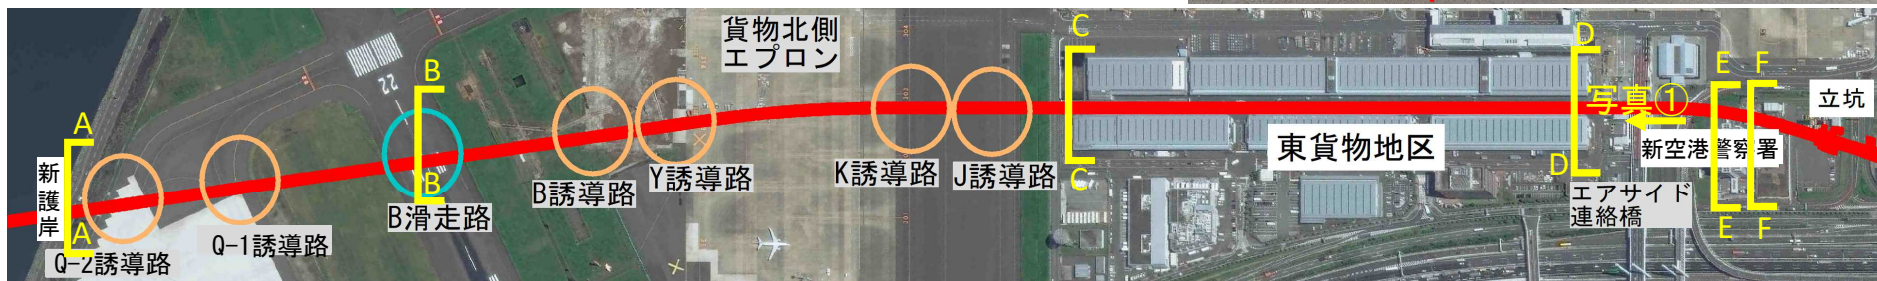 貨物北側
エプロン
22
新
護
岸
A
A
Q-2誘導路
Q-1誘導路
B
B
B滑走路
B誘導路
Y誘導路
K誘導路
J誘導路
C
C
東貨物地区
D
D
写真①
エアサイド
連絡橋
新空港警察署
E
E
F
F
立坑